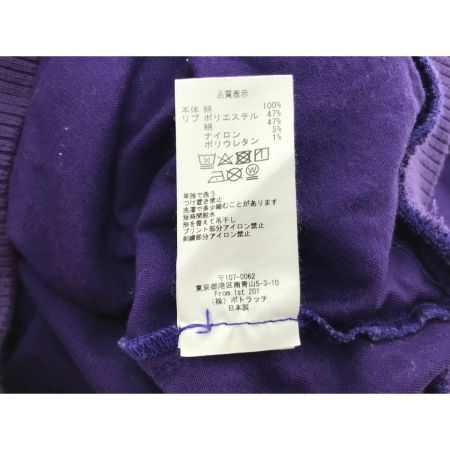 品質表示
本体 綿 100%
リブ ポリエステル 47%
綿 47%
ナイロン 5%
ポリウレタン 1%
単独で洗う
つけ置き禁止
洗濯で多少縮むことがあります
短時間脱水
形を整えて吊干し
プリント部分アイロン禁止
刺繍部分アイロン禁止
〒107-0062
東京都港区南青山5-3-10
From 1st 201
(株) ポトラッチ
日本製